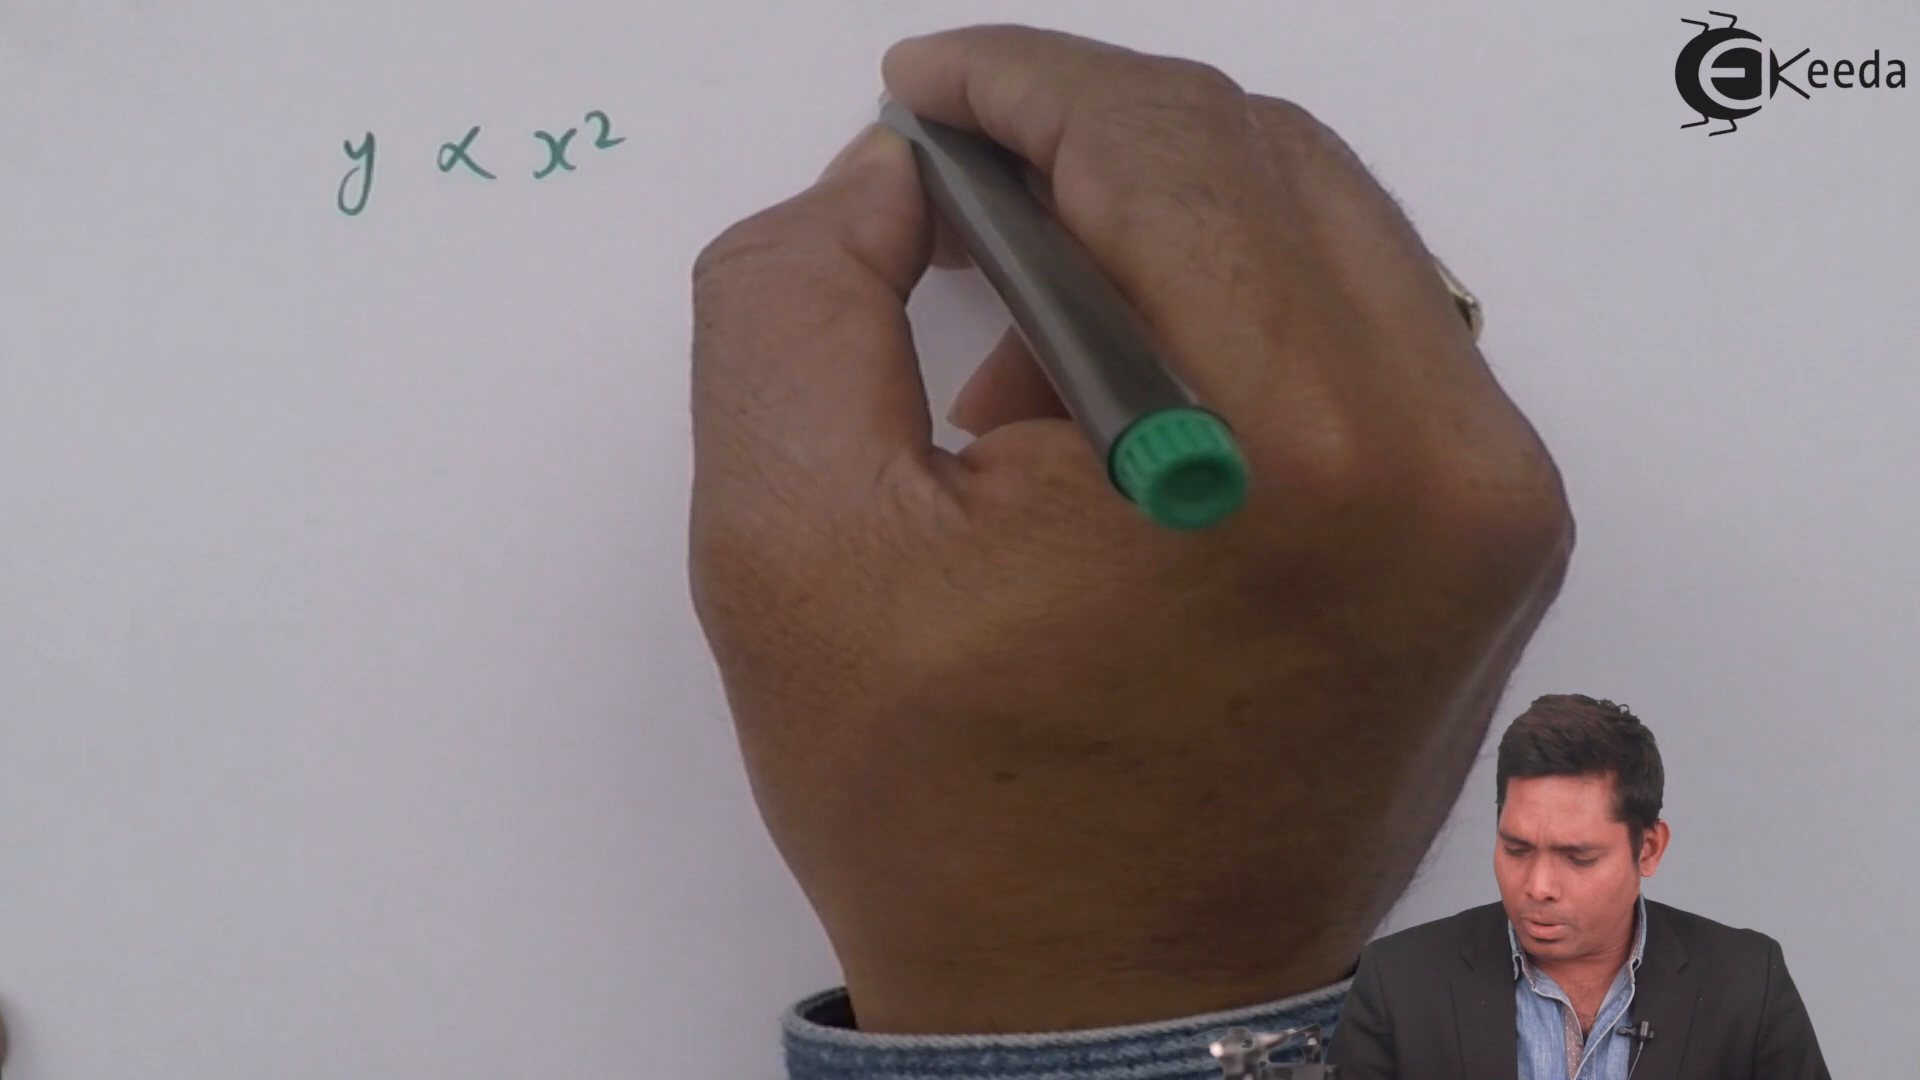 y ∝ x²
EKeeda